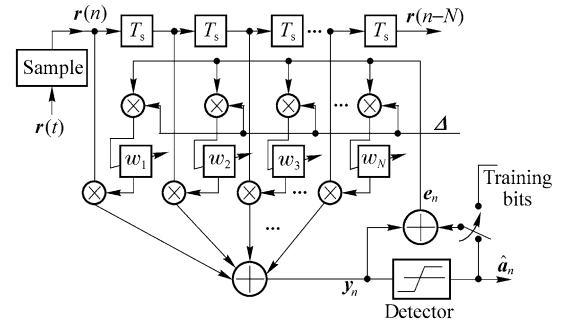 r(n) Ts Ts Ts ... Ts r(n–N)
Sample
r(t)
...
Δ
w1 w2 w3 ... wN
Training
bits
...
en
...
yn
ân
Detector